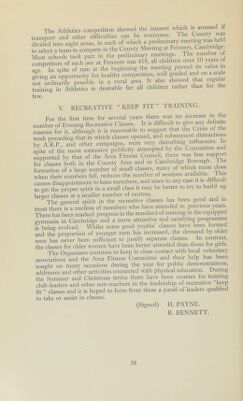 The Athletics competition showed the interest which is aroused if
transport and other difficulties can be overcome. The County was
divided into eight areas, in each of which a preliminary meeting was held
to select a team to compete in the County Meeting at Fenners, Cambridge.
Most schools took part in the preliminary meetings. The number of
competitors of each sex at Fenners was 418, all children over 10 years of
age. In spite of rain at the beginning the meeting proved its value in
giving an opportunity for healthy competition, well graded and on a scale
not ordinarily possible in a rural area. It also showed that regular
training in Athletics is desirable for all children rather than for the
few.
V. RECREATIVE "KEEP FIT" TRAINING.
For the first time for several years there was no increase in the
number of Evening Recreative Classes. It is difficult to give any definite
reasons for it, although it is reasonable to suggest that the Crisis of the
week preceding that in which classes opened, and subsequent distractions
by A.R.P., and other campaigns, were very disturbing influences. In
spite of the more extensive publicity attempted by the Committee and
supported by that of the Area Fitness Council, there was less support
for classes both in the County Area and in Cambridge Borough. The
formation of a large number of small classes, many of which must close
when their numbers fall, reduces the number of sessions available. This
causes disappointment to keen members, and since in any case it is difficult
to get the proper spirit in a small class it may be better to try to build up
larger classes at a smaller number of centres.
The general spirit in the recreative classes has been good and in
most there is a nucleus of members who have attended in previous years.
There has been marked progress in the standard of training in the equipped
gymnasia in Cambridge and a more attractive and satisfying programme
is being evolved. Whilst some good youths' classes have been formed
and the proportion of younger men has increased, the demand by older
men has never been sufficient to justify separate classes. In contrast,
the classes for older women have been better attended than those for girls.
The Organisers continue to keep in close contact with local voluntary
associations and the Area Fitness Committee and their help has been
sought on many occasions during the year for public demonstrations,
addresses and other activities connected with physical education. During
the Summer and Christmas terms there have been courses for training
club-leaders and other non-teachers in the leadership of recreative "keep
fit" classes and it is hoped to form from these a panel of leaders qualified
to take or assist in classes.
(Signed) H. PAYNE.
R. BENNETT.
38